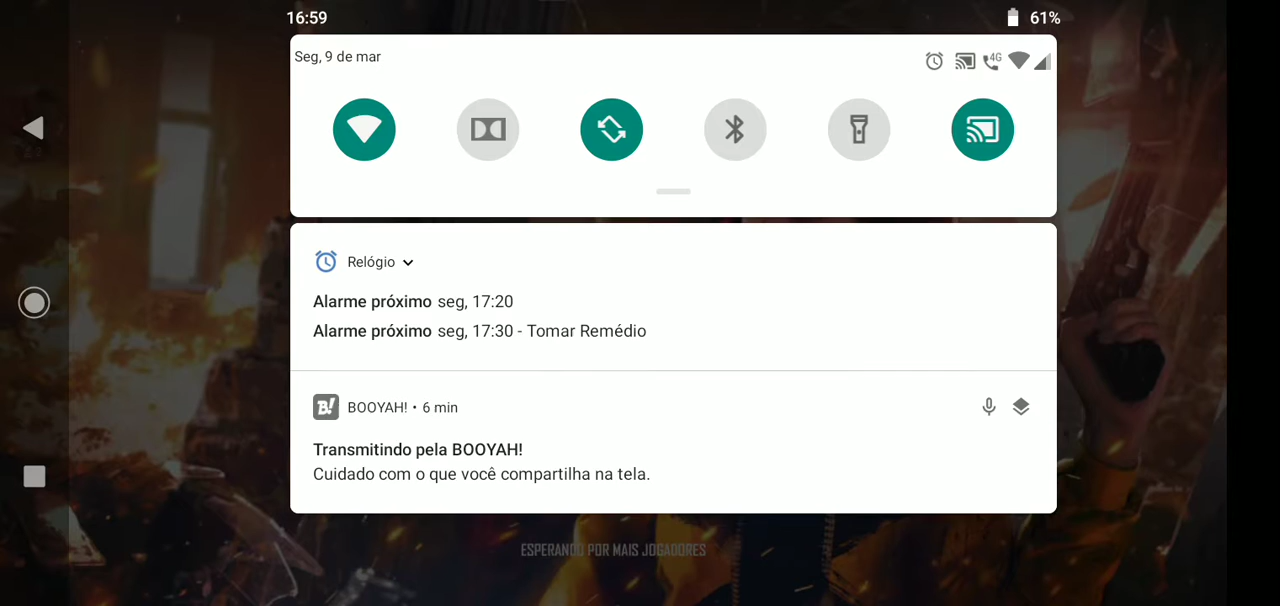 16:59
61%
Seg, 9 de mar
4G
Relógio
Alarme próximo seg, 17:20
Alarme próximo seg, 17:30 - Tomar Remédio
B!
BOOYAH! • 6 min
Transmitindo pela BOOYAH!
Cuidado com o que você compartilha na tela.
ESPERANDO POR MAIS JOGADORES